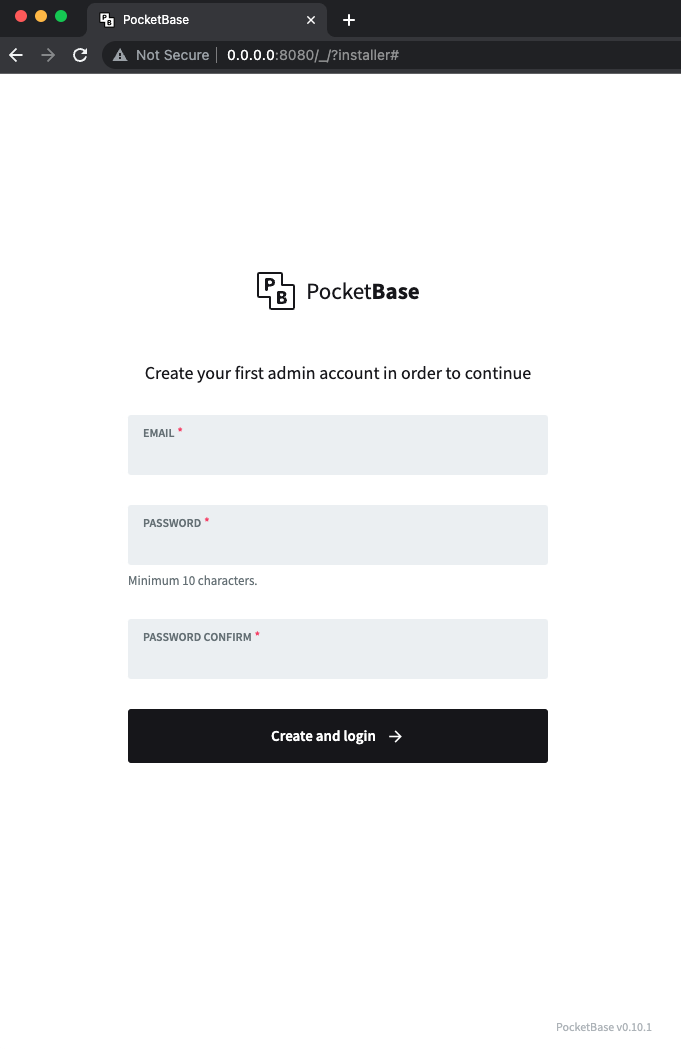 PocketBase
Not Secure | 0.0.0.0:8080/_/?installer#
PB PocketBase
Create your first admin account in order to continue
EMAIL *
PASSWORD *
Minimum 10 characters.
PASSWORD CONFIRM *
Create and login →
PocketBase v0.10.1